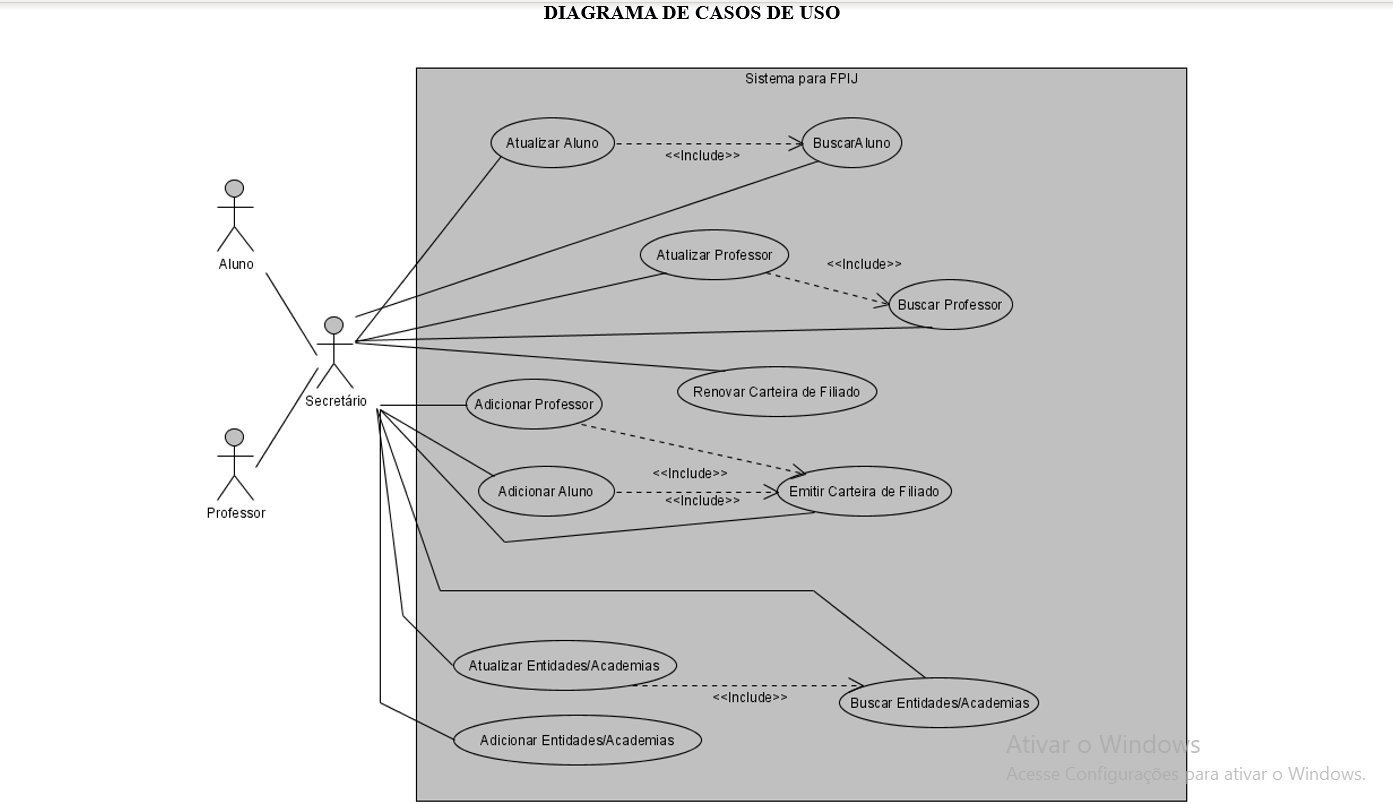 DIAGRAMA DE CASOS DE USO
Sistema para FPIJ
Atualizar Aluno
<<Include>>
BuscarAluno
Aluno
Atualizar Professor
<<Include>>
Buscar Professor
Secretário
Renovar Carteira de Filiado
Adicionar Professor
<<Include>>
Adicionar Aluno
<<Include>>
Emitir Carteira de Filiado
Professor
Atualizar Entidades/Academias
<<Include>>
Buscar Entidades/Academias
Adicionar Entidades/Academias
Ativar o Windows
Acesse Configurações para ativar o Windows.